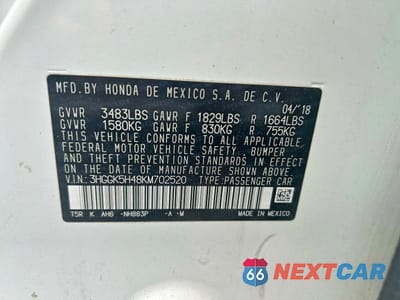 MFD.BY HONDA DE MEXICO S.A. DE C.V.
04/'18
GVWR 3483LBS GAWR F 1829LBS R 1664LBS
GVWR 1580KG GAWR F 830KG R 755KG
THIS VEHICLE CONFORMS TO ALL APPLICABLE
FEDERAL MOTOR VEHICLE SAFETY, BUMPER, AND
THEFT PREVENTION STANDARDS IN EFFECT ON
THE DATE OF MANUFACTURE SHOWN ABOVE.
V.I.N: 3HGGK5H48KM702520 TYPE: PASSENGER CAR
T5R K AH6 -NH883P -A -M
MADE IN MEXICO
66 NEXTCAR